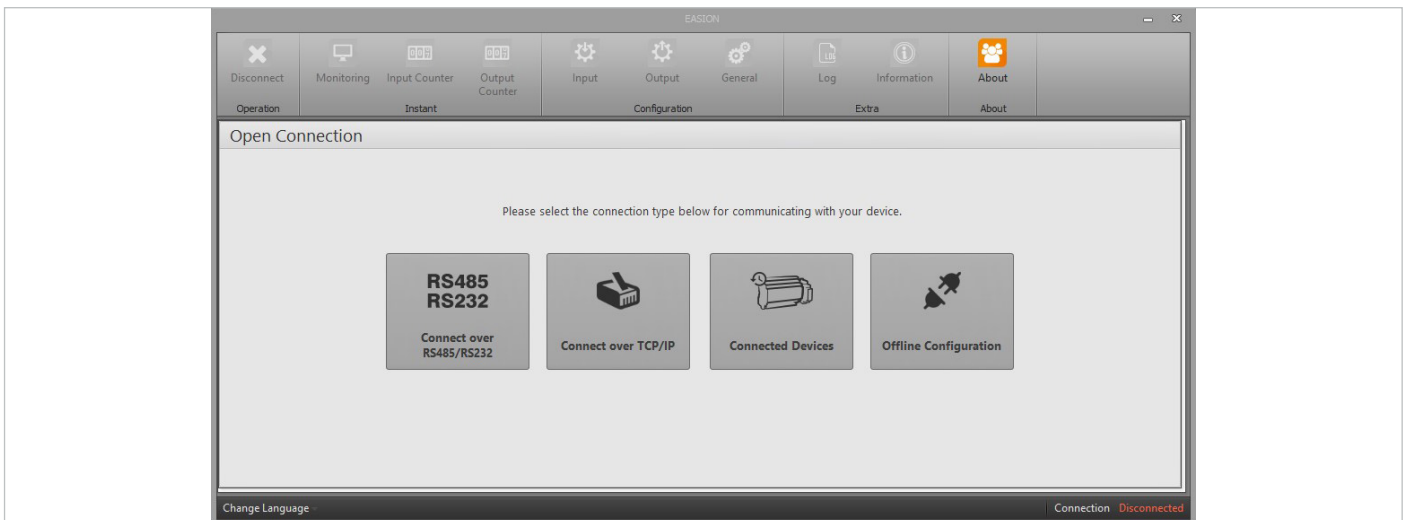 EASION
Disconnect
Monitoring
Input Counter
Output
Counter
Input
Output
General
Log
Information
About
Operation
Instant
Configuration
Extra
About
Open Connection
Please select the connection type below for communicating with your device.
RS485
RS232
Connect over
RS485/RS232
Connect over TCP/IP
Connected Devices
Offline Configuration
Change Language
Connection Disconnected